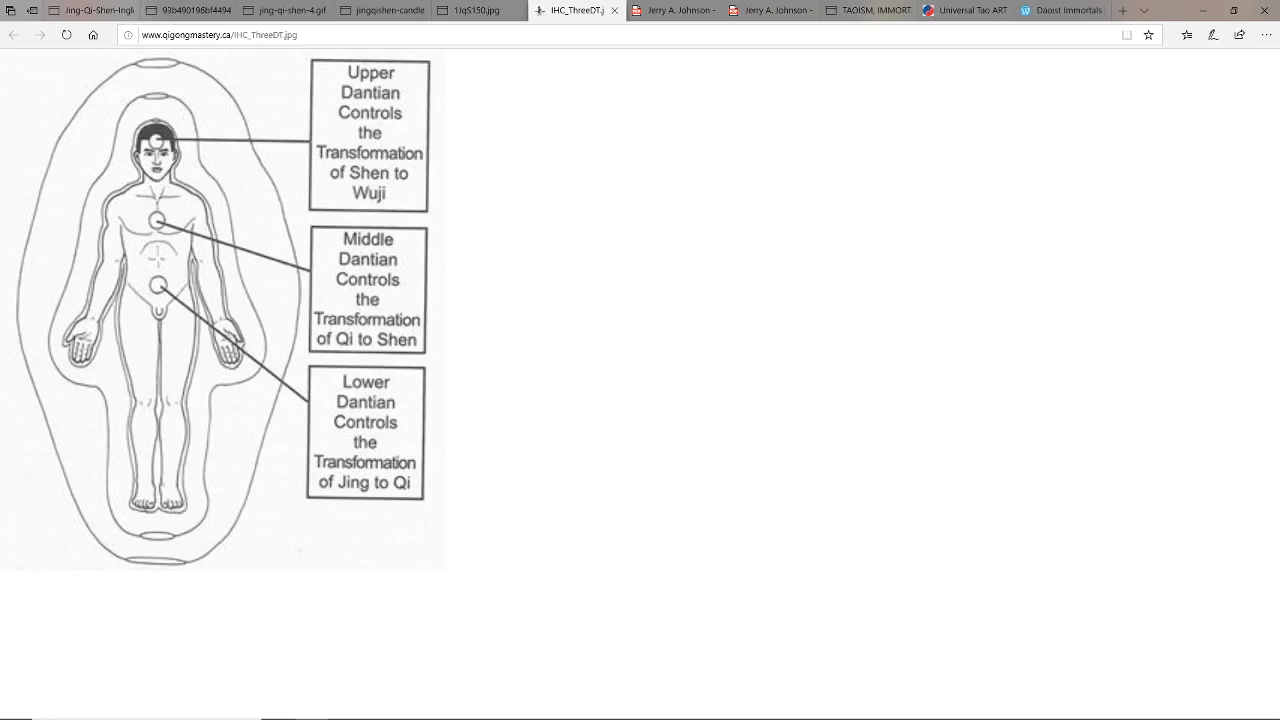 Jing-Qi-Shen-Ingl
93b490196bf4494
jing-qi-shen-4.gif
jingqishen-candle
1JqS150.jpg
IHC_ThreeDT.j
Jerry A. Johnson -
Jerry A. Johnson -
TAOISM, IMMORT
Universal Tao ART
Daoist Immortals
www.qigongmastery.ca/IHC_ThreeDT.jpg
Upper
Dantian
Controls
the
Transformation
of Shen to
Wuji
Middle
Dantian
Controls
the
Transformation
of Qi to Shen
Lower
Dantian
Controls
the
Transformation
of Jing to Qi